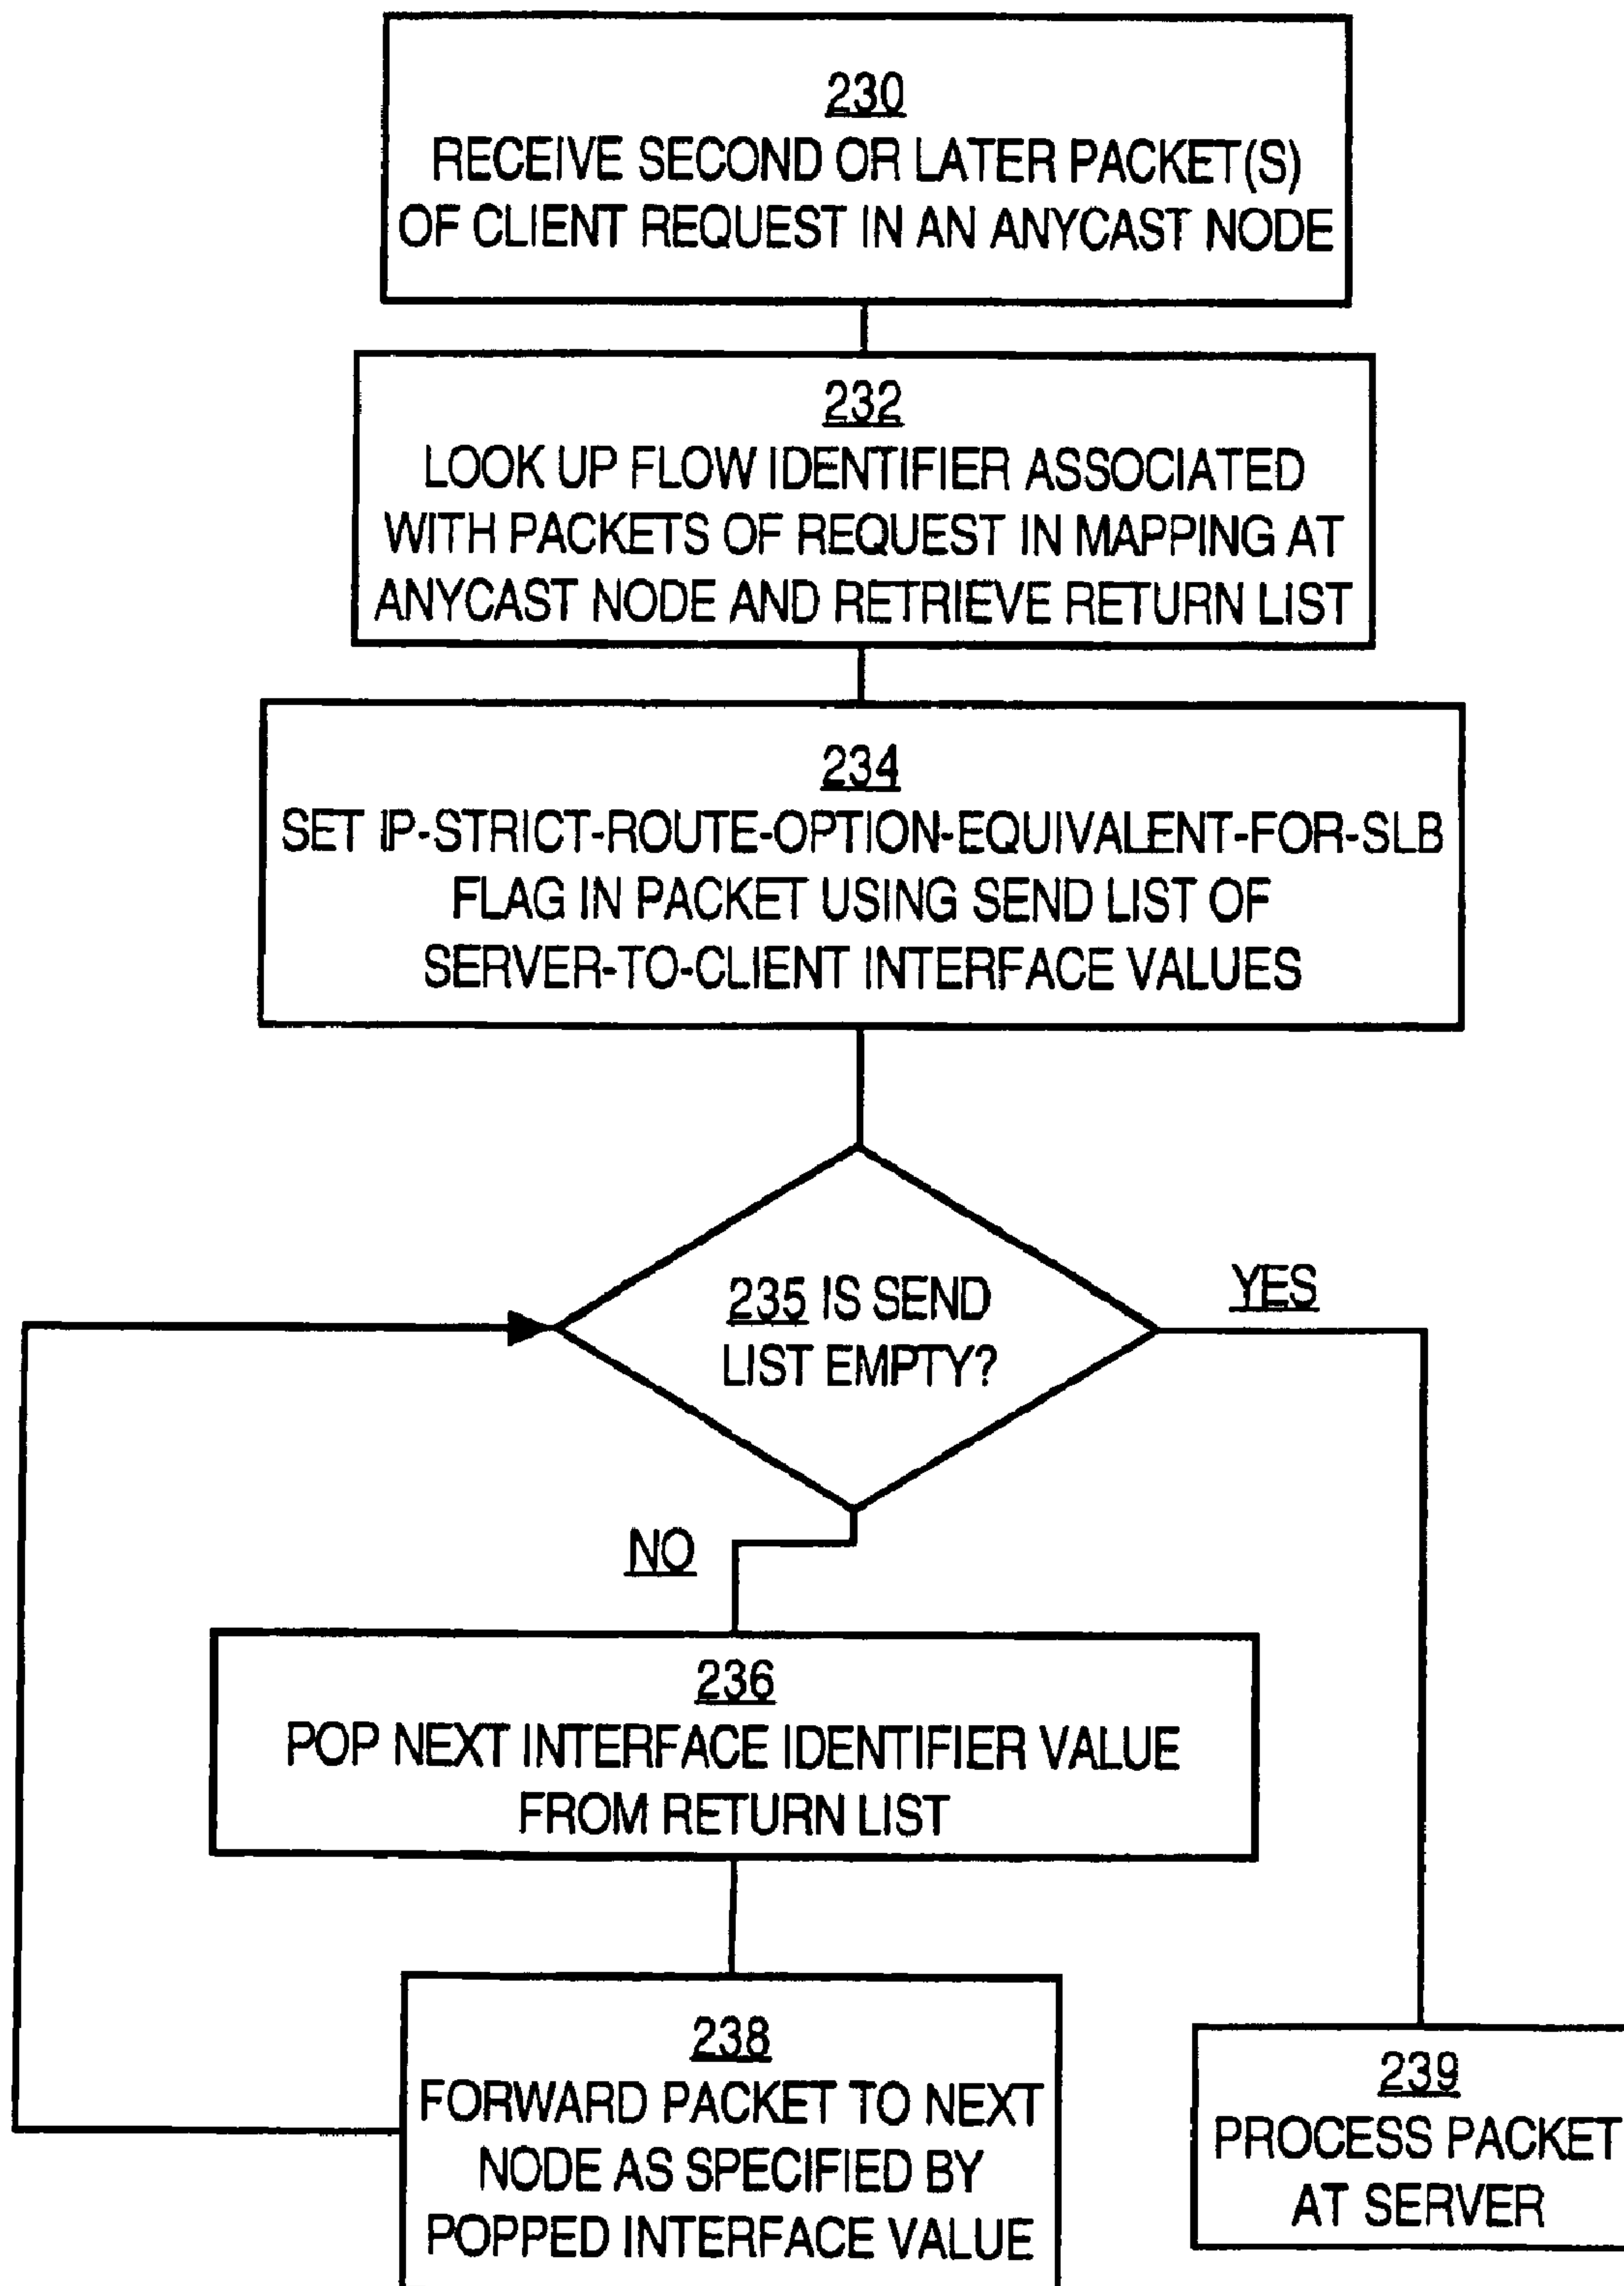 230
RECEIVE SECOND OR LATER PACKET(S)
OF CLIENT REQUEST IN AN ANYCAST NODE
232
LOOK UP FLOW IDENTIFIER ASSOCIATED
WITH PACKETS OF REQUEST IN MAPPING AT
ANYCAST NODE AND RETRIEVE RETURN LIST
234
SET IP-STRICT-ROUTE-OPTION-EQUIVALENT-FOR-SLB
FLAG IN PACKET USING SEND LIST OF
SERVER-TO-CLIENT INTERFACE VALUES
235 IS SEND
LIST EMPTY?
YES
NO
236
POP NEXT INTERFACE IDENTIFIER VALUE
FROM RETURN LIST
238
FORWARD PACKET TO NEXT
NODE AS SPECIFIED BY
POPPED INTERFACE VALUE
239
PROCESS PACKET
AT SERVER